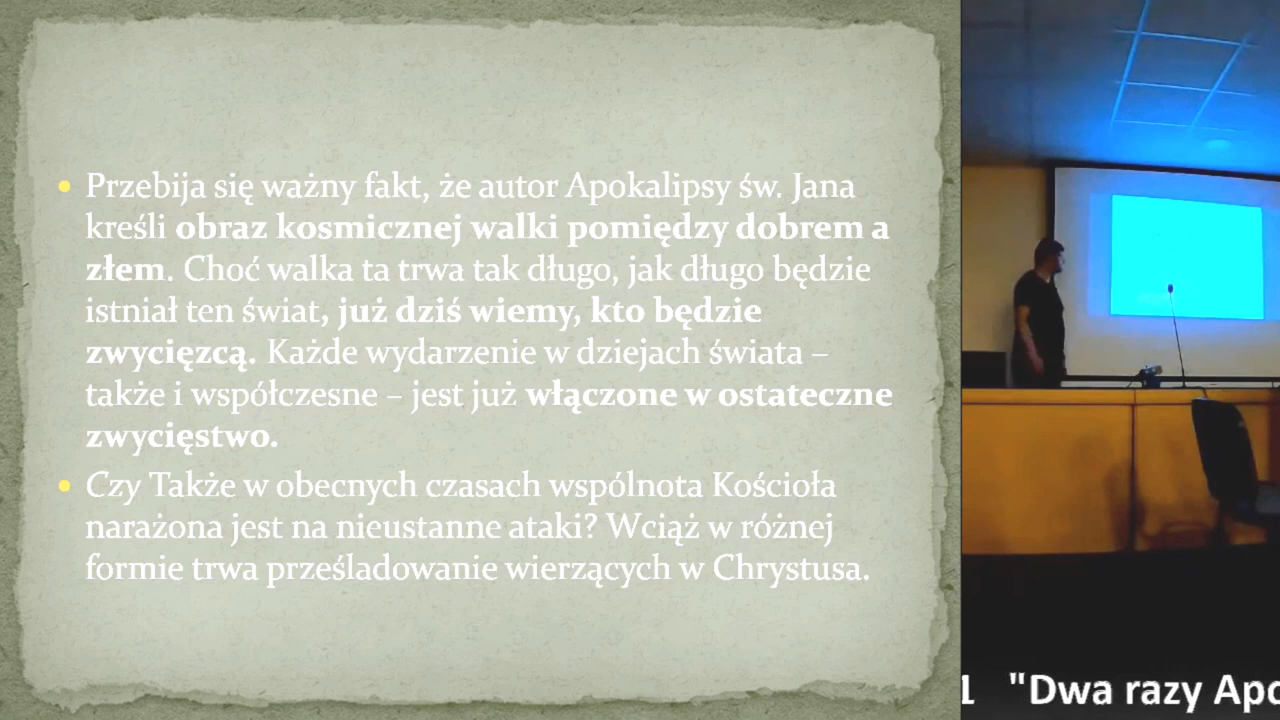 Przebija się ważny fakt, że autor Apokalipsy św. Jana
kreśli obraz kosmicznej walki pomiędzy dobrem a
złem. Choć walka ta trwa tak długo, jak długo będzie
istniał ten świat, już dziś wiemy, kto będzie
zwycięzcą. Każde wydarzenie w dziejach świata –
także i współczesne – jest już włączone w ostateczne
zwycięstwo.
Czy Także w obecnych czasach wspólnota Kościoła
narażona jest na nieustanne ataki? Wciąż w różnej
formie trwa prześladowanie wierzących w Chrystusa.
1 "Dwa razy Apo